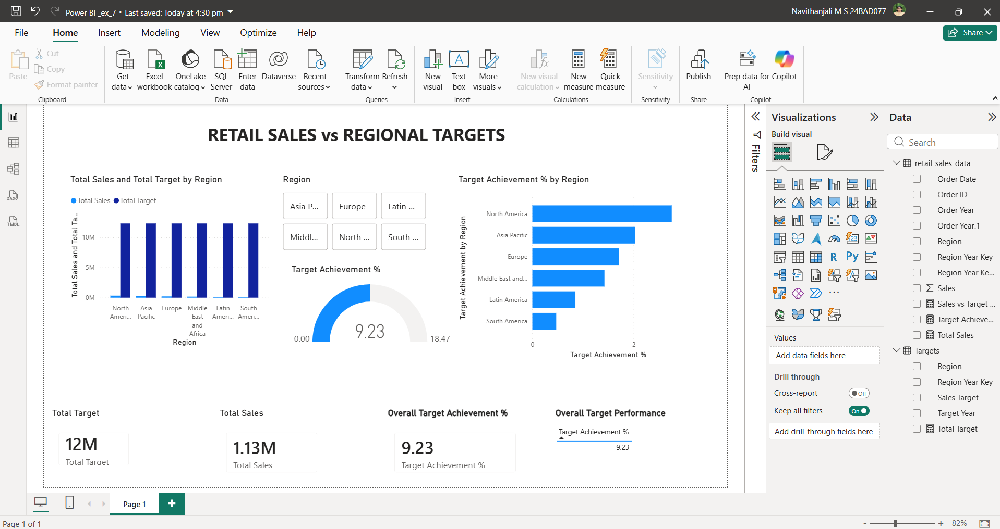 Power BI _ex_7 • Last saved: Today at 4:30 pm
Navithanjali M S 24BAD077
File Home Insert Modeling View Optimize Help
Share
Paste
Cut
Copy
Format painter
Clipboard
Get data
Excel workbook
OneLake catalog
SQL Server
Enter data
Dataverse
Recent sources
Data
Transform data
Refresh
Queries
New visual
Text box
More visuals
Insert
New visual calculation
New measure
Quick measure
Calculations
Sensitivity
Sensitivity
Publish
Share
Prep data for AI
Copilot
Copilot
RETAIL SALES vs REGIONAL TARGETS
Total Sales and Total Target by Region
Total Sales Total Target
Total Sales and Total Ta...
10M
5M
0M
North Ameri...
Asia Pacific
Europe
Middle East and Africa
Latin Ameri...
South Ameri...
Region
Region
Asia P...
Europe
Latin ...
Middl...
North ...
South ...
Target Achievement %
0.00
9.23
18.47
Target Achievement % by Region
Target Achievement by Region
North America
Asia Pacific
Europe
Middle East and...
Latin America
South America
0
2
Target Achievement %
Total Target
12M
Total Target
Total Sales
1.13M
Total Sales
Overall Target Achievement %
9.23
Target Achievement %
Overall Target Performance
Target Achievement %
9.23
Filters
Visualizations
Build visual
123
R
Py
Values
Add data fields here
Drill through
Cross-report
Off
Keep all filters
On
Add drill-through fields here
Data
Search
retail_sales_data
Order Date
Order ID
Order Year
Order Year.1
Region
Region Year Key
Region Year Ke...
Sales
Sales vs Target ...
Target Achieve...
Total Sales
Targets
Region
Region Year Key
Sales Target
Target Year
Total Target
DAX
TMDL
Page 1
Page 1 of 1
82%